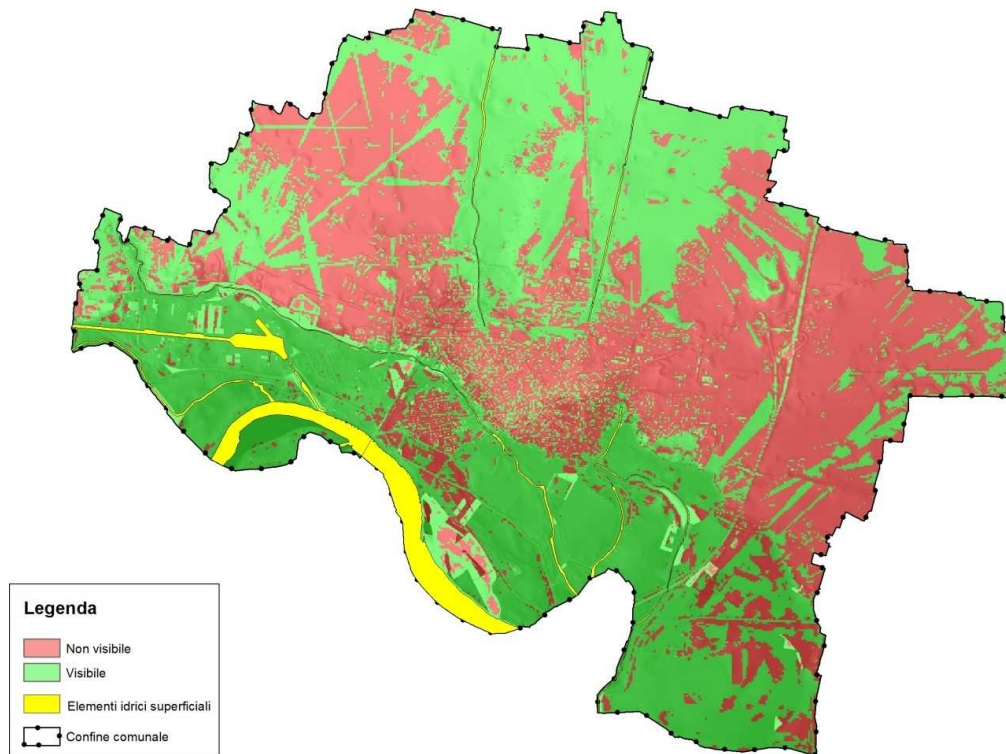 Legenda
Non visibile
Visibile
Elementi idrici superficiali
Confine comunale